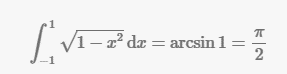 ∫_{-1}^{1} √(1 − x²) dx = arcsin 1 = π/2